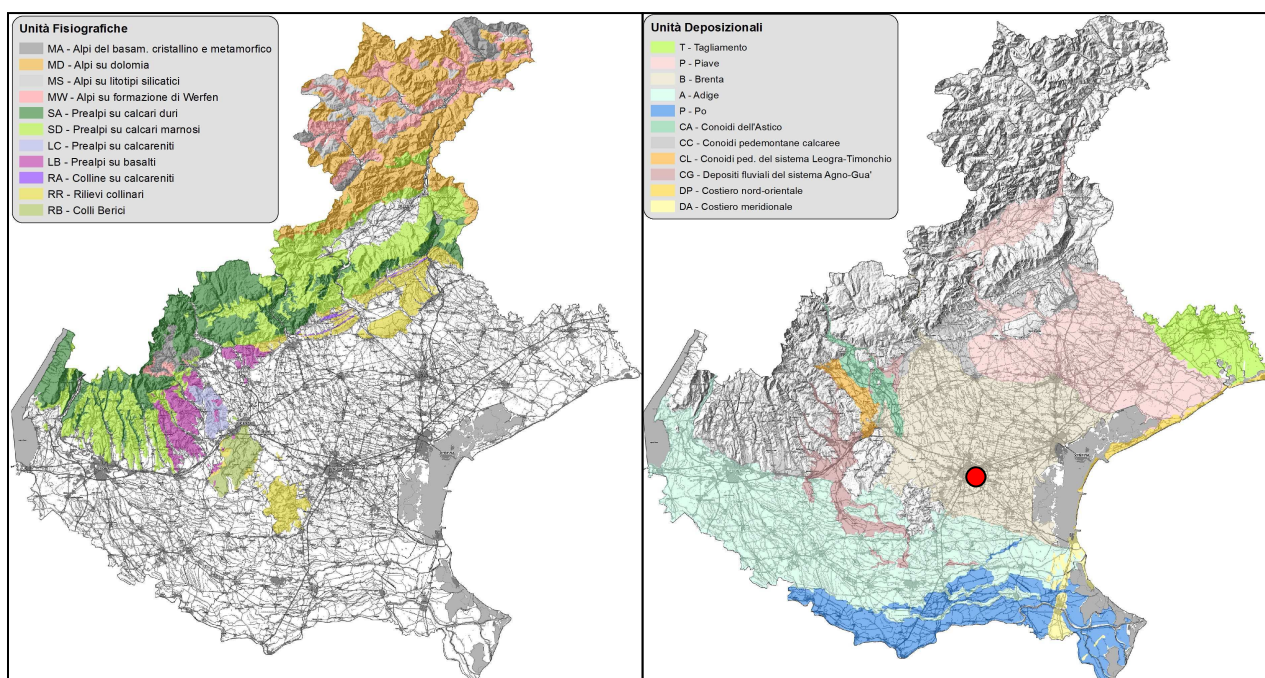 Unità Fisiografiche
MA - Alpi del basam. cristallino e metamorfico
MD - Alpi su dolomia
MS - Alpi su litotipi silicatici
MW - Alpi su formazione di Werfen
SA - Prealpi su calcari duri
SD - Prealpi su calcari marnosi
LC - Prealpi su calcareniti
LB - Prealpi su basalti
RA - Colline su calcareniti
RR - Rilievi collinari
RB - Colli Berici
Unità Deposizionali
T - Tagliamento
P - Piave
B - Brenta
A - Adige
P - Po
CA - Conoidi dell'Astico
CC - Conoidi pedemontane calcaree
CL - Conoidi ped. del sistema Leogra-Timonchio
CG - Depositi fluviali del sistema Agno-Gua'
DP - Costiero nord-orientale
DA - Costiero meridionale